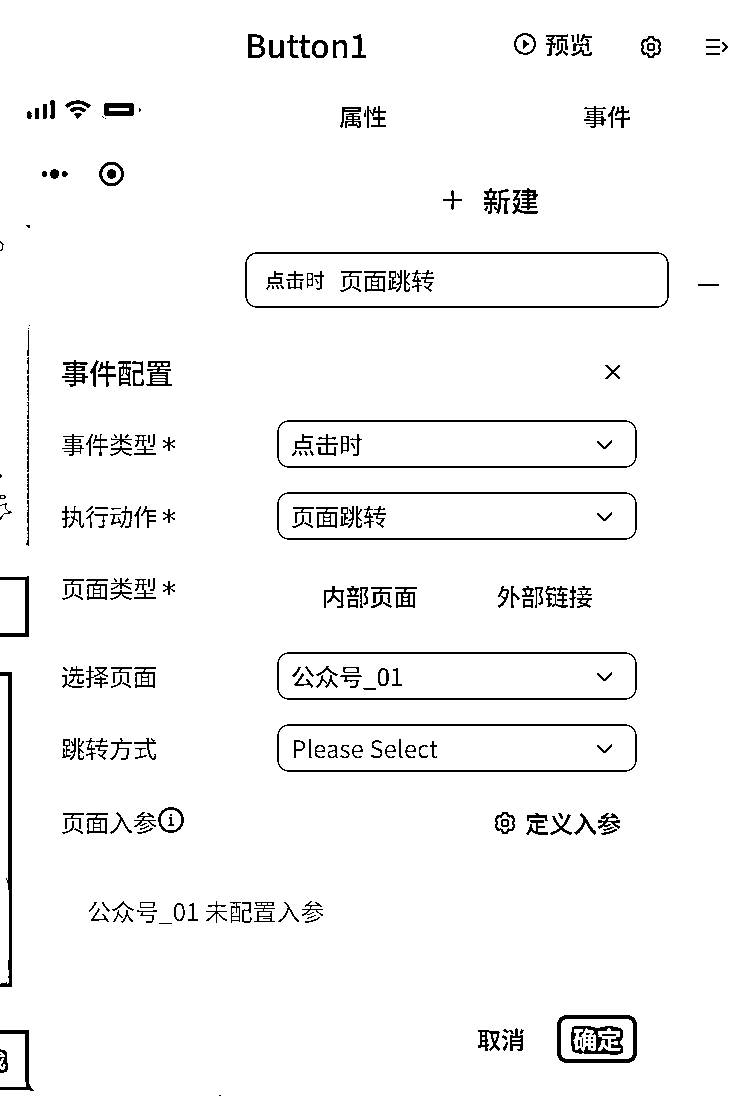 Button1 预览
属性 事件
+ 新建
点击时 页面跳转
事件配置
事件类型* 点击时
执行动作* 页面跳转
页面类型* 内部页面 外部链接
选择页面 公众号_01
跳转方式 Please Select
页面入参 定义入参
公众号_01 未配置入参
取消 确定